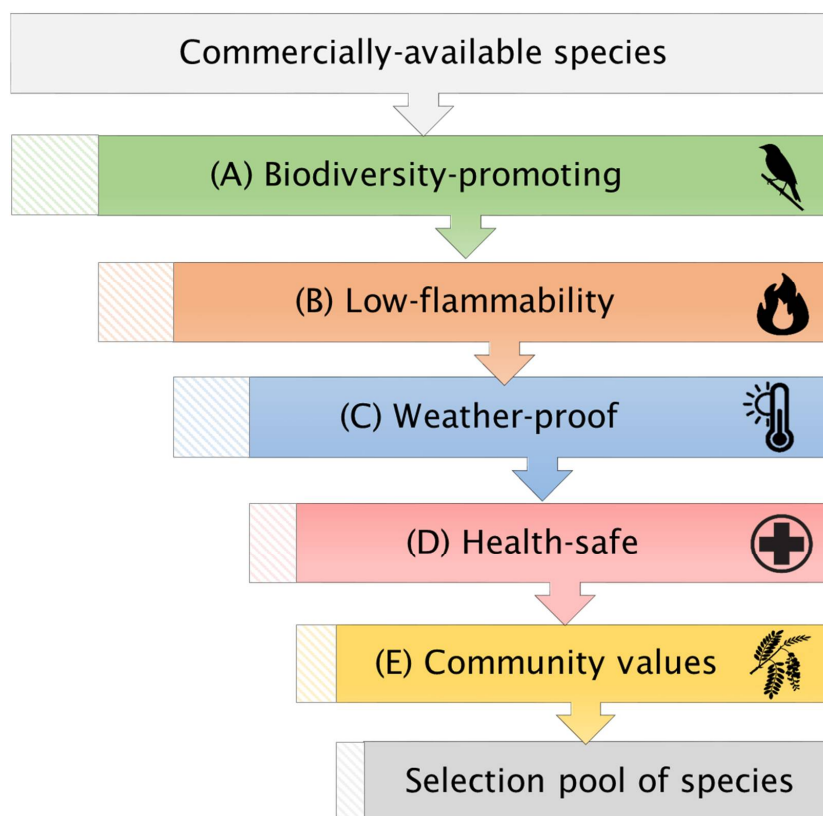 Commercially-available species
(A) Biodiversity-promoting
(B) Low-flammability
(C) Weather-proof
(D) Health-safe
(E) Community values
Selection pool of species